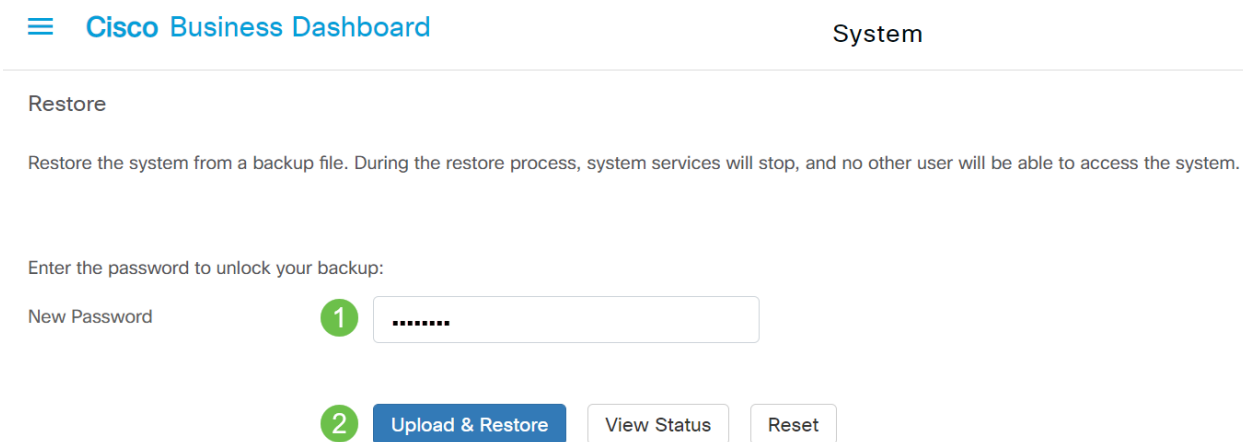 Cisco Business Dashboard
System
Restore
Restore the system from a backup file. During the restore process, system services will stop, and no other user will be able to access the system.
Enter the password to unlock your backup:
New Password 1 ········
2 Upload & Restore View Status Reset